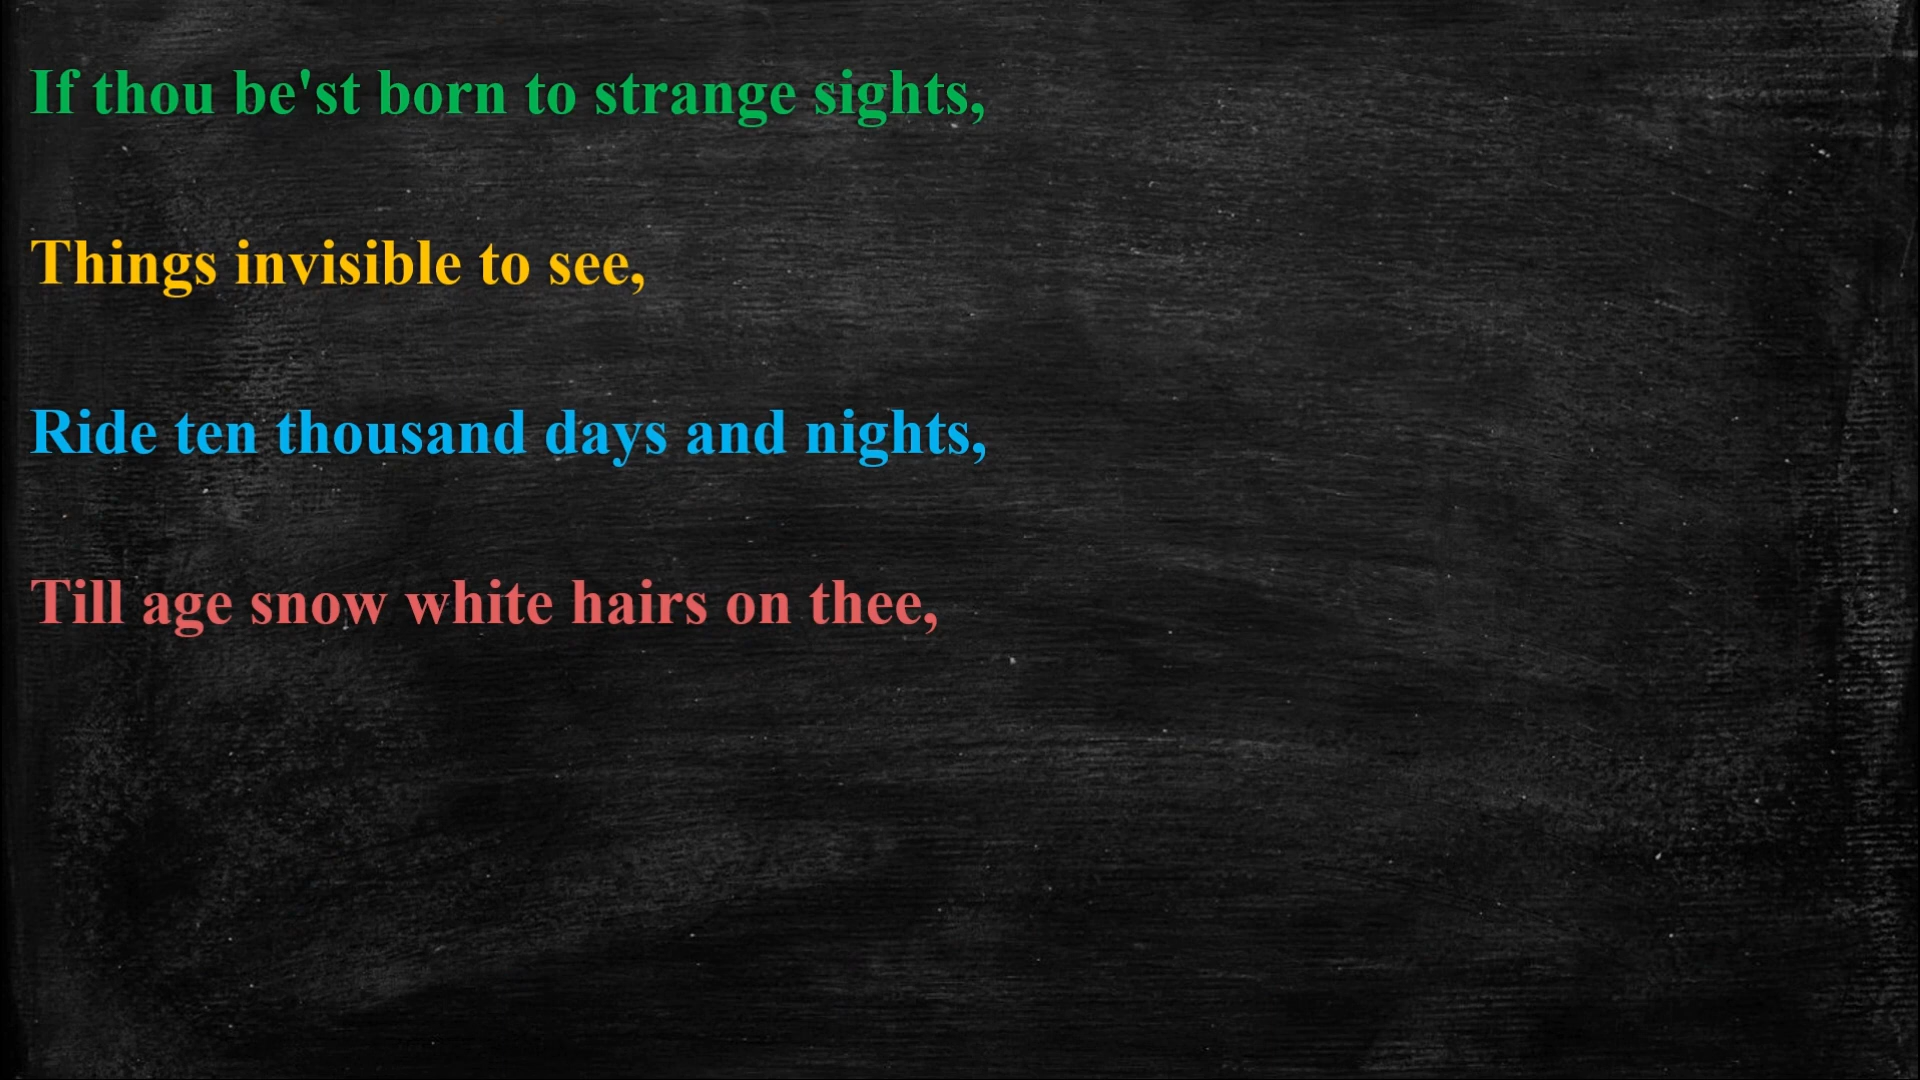 If thou be'st born to strange sights,
Things invisible to see,
Ride ten thousand days and nights,
Till age snow white hairs on thee,